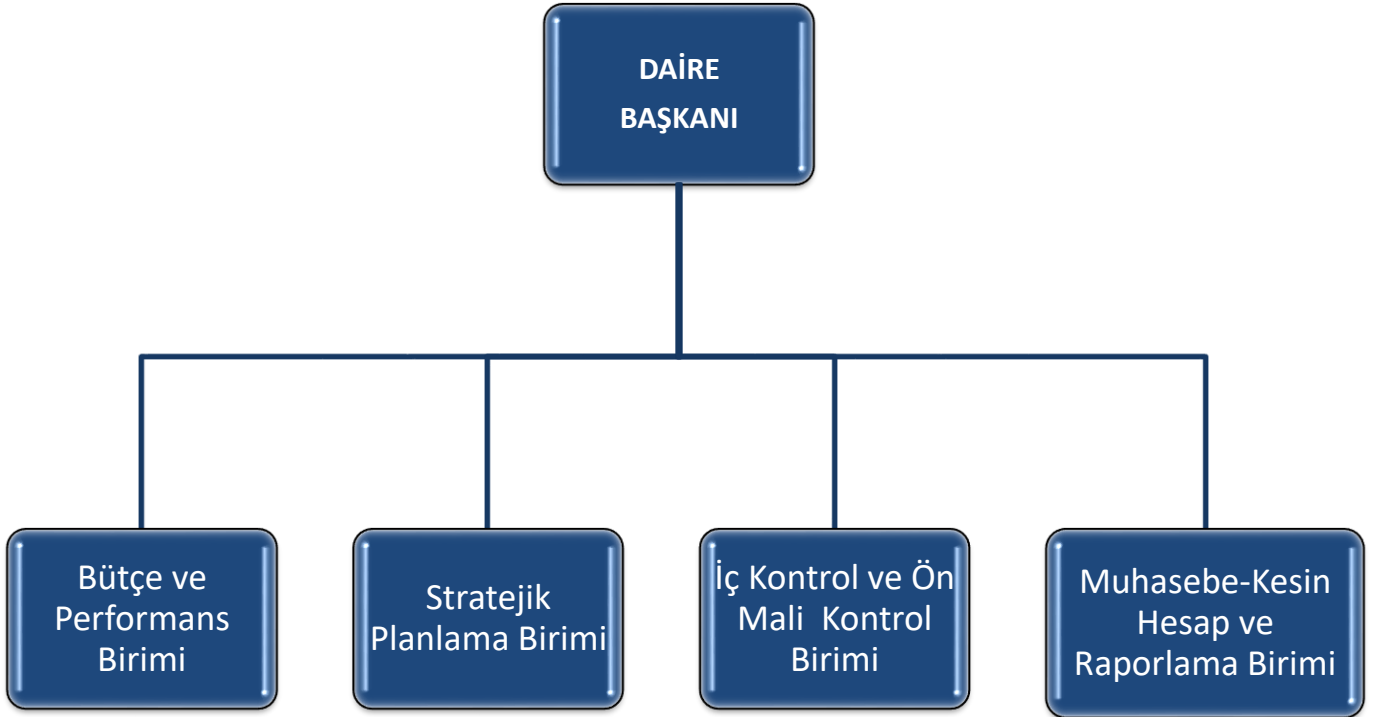 DAİRE
BAŞKANI
Bütçe ve
Performans
Birimi
Stratejik
Planlama Birimi
İç Kontrol ve Ön
Mali Kontrol
Birimi
Muhasebe-Kesin
Hesap ve
Raporlama Birimi